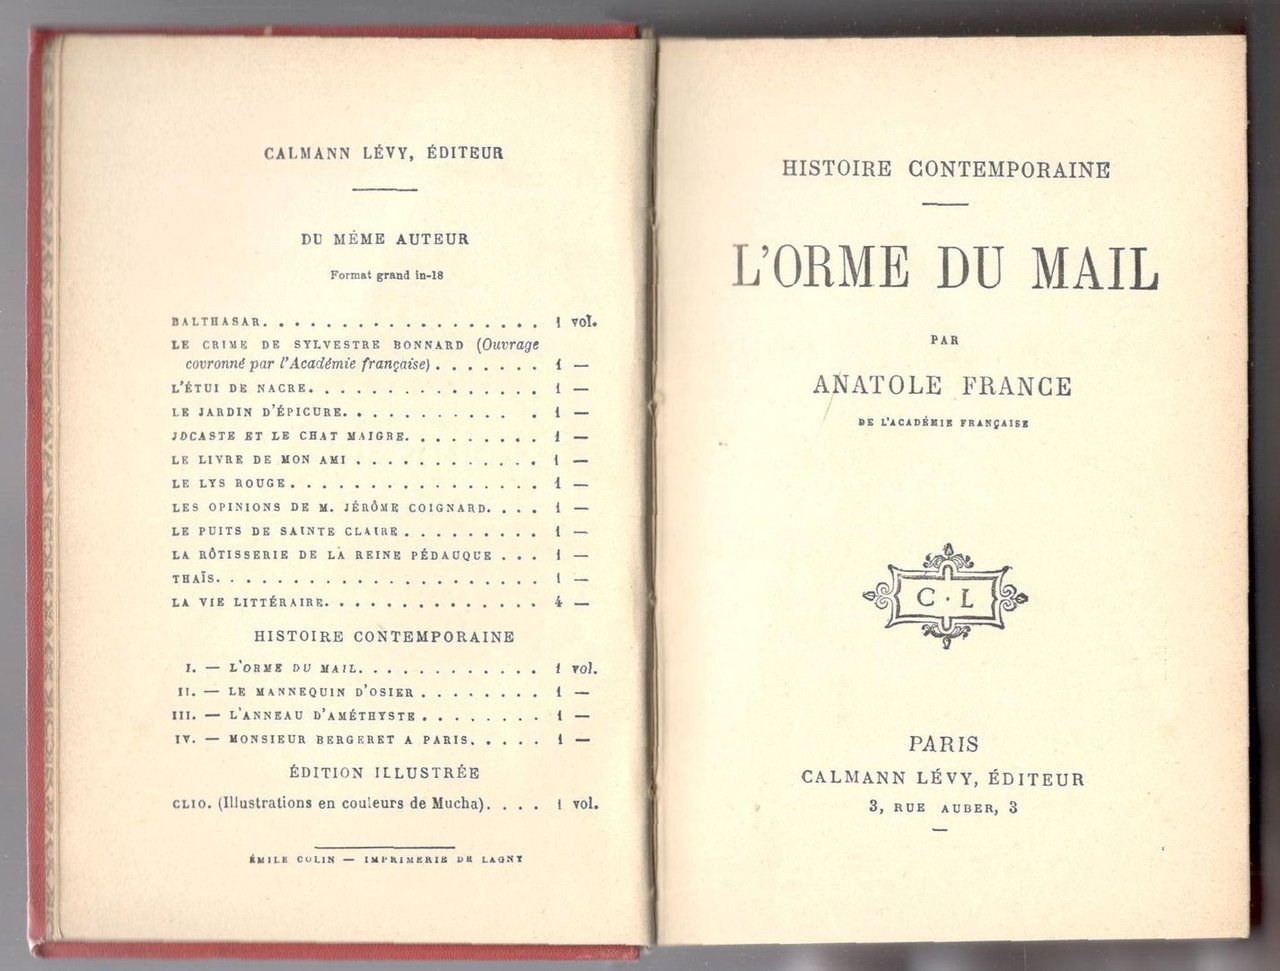 CALMANN LÉVY, ÉDITEUR
DU MÊME AUTEUR
Format grand in-18
BALTHASAR. . . . . . . . . . . . . . . . . . 1 vol.
LE CRIME DE SYLVESTRE BONNARD (Ouvrage
couronné par l'Académie française) . . . . . . . 1 —
L'ÉTUI DE NACRE. . . . . . . . . . . . . . . 1 —
LE JARDIN D'ÉPICURE. . . . . . . . . . . . 1 —
JOCASTE ET LE CHAT MAIGRE. . . . . . . . . 1 —
LE LIVRE DE MON AMI . . . . . . . . . . . . 1 —
LE LYS ROUGE. . . . . . . . . . . . . . . . 1 —
LES OPINIONS DE M. JÉRÔME COIGNARD. . . . 1 —
LE PUITS DE SAINTE CLAIRE . . . . . . . . . 1 —
LA RÔTISSERIE DE LA REINE PÉDAUQUE . . . 1 —
THAÏS. . . . . . . . . . . . . . . . . . . . . 1 —
LA VIE LITTÉRAIRE. . . . . . . . . . . . . . 4 —
HISTOIRE CONTEMPORAINE
I. — L'ORME DU MAIL. . . . . . . . . . . . 1 vol.
II. — LE MANNEQUIN D'OSIER . . . . . . . . 1 —
III. — L'ANNEAU D'AMÉTHYSTE . . . . . . . . 1 —
IV. — MONSIEUR BERGERET A PARIS. . . . . 1 —
ÉDITION ILLUSTRÉE
CLIO. (Illustrations en couleurs de Mucha). . . . 1 vol.
ÉMILE COLIN — IMPRIMERIE DE LAGNY
HISTOIRE CONTEMPORAINE
L'ORME DU MAIL
PAR
ANATOLE FRANCE
DE L'ACADÉMIE FRANÇAISE
C · L
PARIS
CALMANN LÉVY, ÉDITEUR
3, RUE AUBER, 3